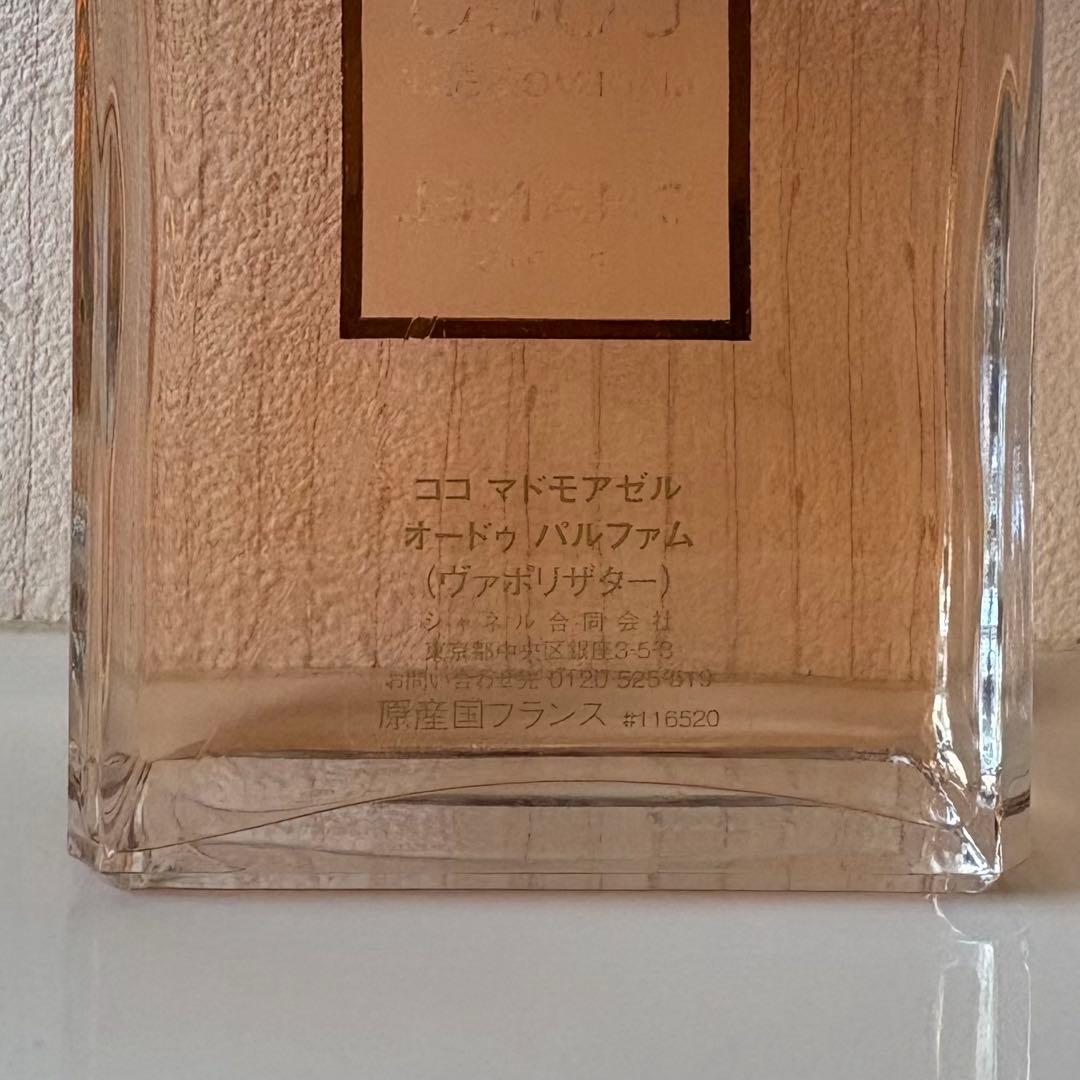 COCO
CHANEL
ココ マドモアゼル
オードゥ パルファム
(ヴァポリザター)
シャネル合同会社
東京都中央区銀座3-5-3
お問い合わせ先 0120-525-519
原産国フランス #116520